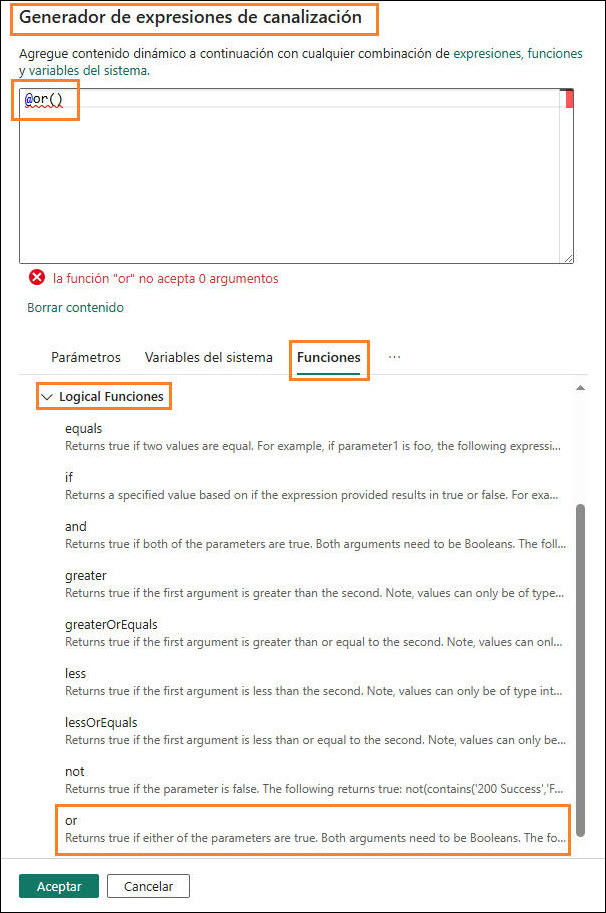 Generador de expresiones de canalización
Agregue contenido dinámico a continuación con cualquier combinación de expresiones, funciones
y variables del sistema.
@or()
la función "or" no acepta 0 argumentos
Borrar contenido
Parámetros Variables del sistema Funciones ...
Logical Funciones
equals
Returns true if two values are equal. For example, if parameter1 is foo, the following expressi...
if
Returns a specified value based on if the expression provided results in true or false. For exa...
and
Returns true if both of the parameters are true. Both arguments need to be Booleans. The foll...
greater
Returns true if the first argument is greater than the second. Note, values can only be of type...
greaterOrEquals
Returns true if the first argument is greater than or equal to the second. Note, values can onl...
less
Returns true if the first argument is less than the second. Note, values can only be of type int...
lessOrEquals
Returns true if the first argument is less than or equal to the second. Note, values can only be...
not
Returns true if the parameter is false. The following returns true: not(contains('200 Success','F...
or
Returns true if either of the parameters are true. Both arguments need to be Booleans. The fo...
Aceptar Cancelar